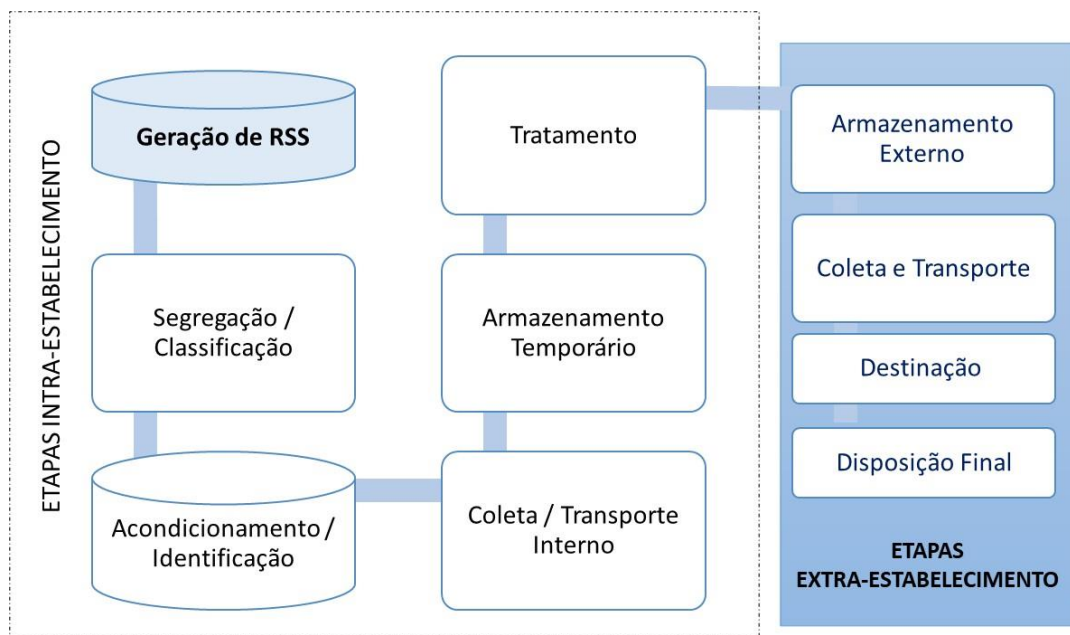 ETAPAS INTRA-ESTABELECIMENTO
Geração de RSS
Segregação /
Classificação
Acondicionamento /
Identificação
Coleta / Transporte
Interno
Armazenamento
Temporário
Tratamento
Armazenamento
Externo
Coleta e Transporte
Destinação
Disposição Final
ETAPAS
EXTRA-ESTABELECIMENTO